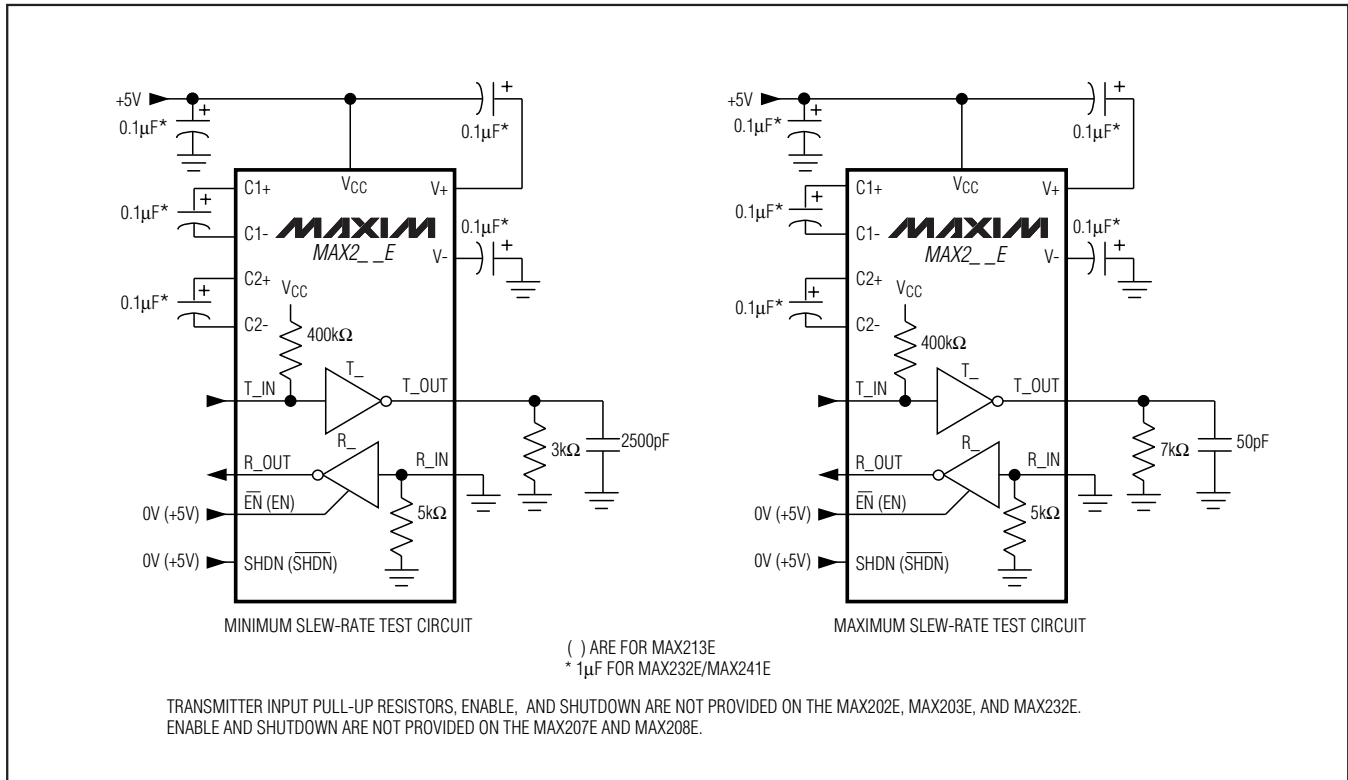 +5V
0.1μF*
0.1μF*
C1+
VCC
V+
0.1μF*
C1-
MAXIM
MAX2_ _E
0.1μF*
V-
C2+
VCC
0.1μF*
C2-
400kΩ
T_
T_IN
T_OUT
3kΩ
2500pF
R_
R_OUT
R_IN
0V (+5V)
E̅N̅ (EN)
5kΩ
0V (+5V)
SHDN (S̅H̅D̅N̅)
MINIMUM SLEW-RATE TEST CIRCUIT
+5V
0.1μF*
0.1μF*
C1+
VCC
V+
0.1μF*
C1-
MAXIM
MAX2_ _E
0.1μF*
V-
C2+
VCC
0.1μF*
C2-
400kΩ
T_
T_IN
T_OUT
7kΩ
50pF
R_
R_OUT
R_IN
0V (+5V)
E̅N̅ (EN)
5kΩ
0V (+5V)
SHDN (S̅H̅D̅N̅)
MAXIMUM SLEW-RATE TEST CIRCUIT
( ) ARE FOR MAX213E
* 1μF FOR MAX232E/MAX241E
TRANSMITTER INPUT PULL-UP RESISTORS, ENABLE, AND SHUTDOWN ARE NOT PROVIDED ON THE MAX202E, MAX203E, AND MAX232E.
ENABLE AND SHUTDOWN ARE NOT PROVIDED ON THE MAX207E AND MAX208E.